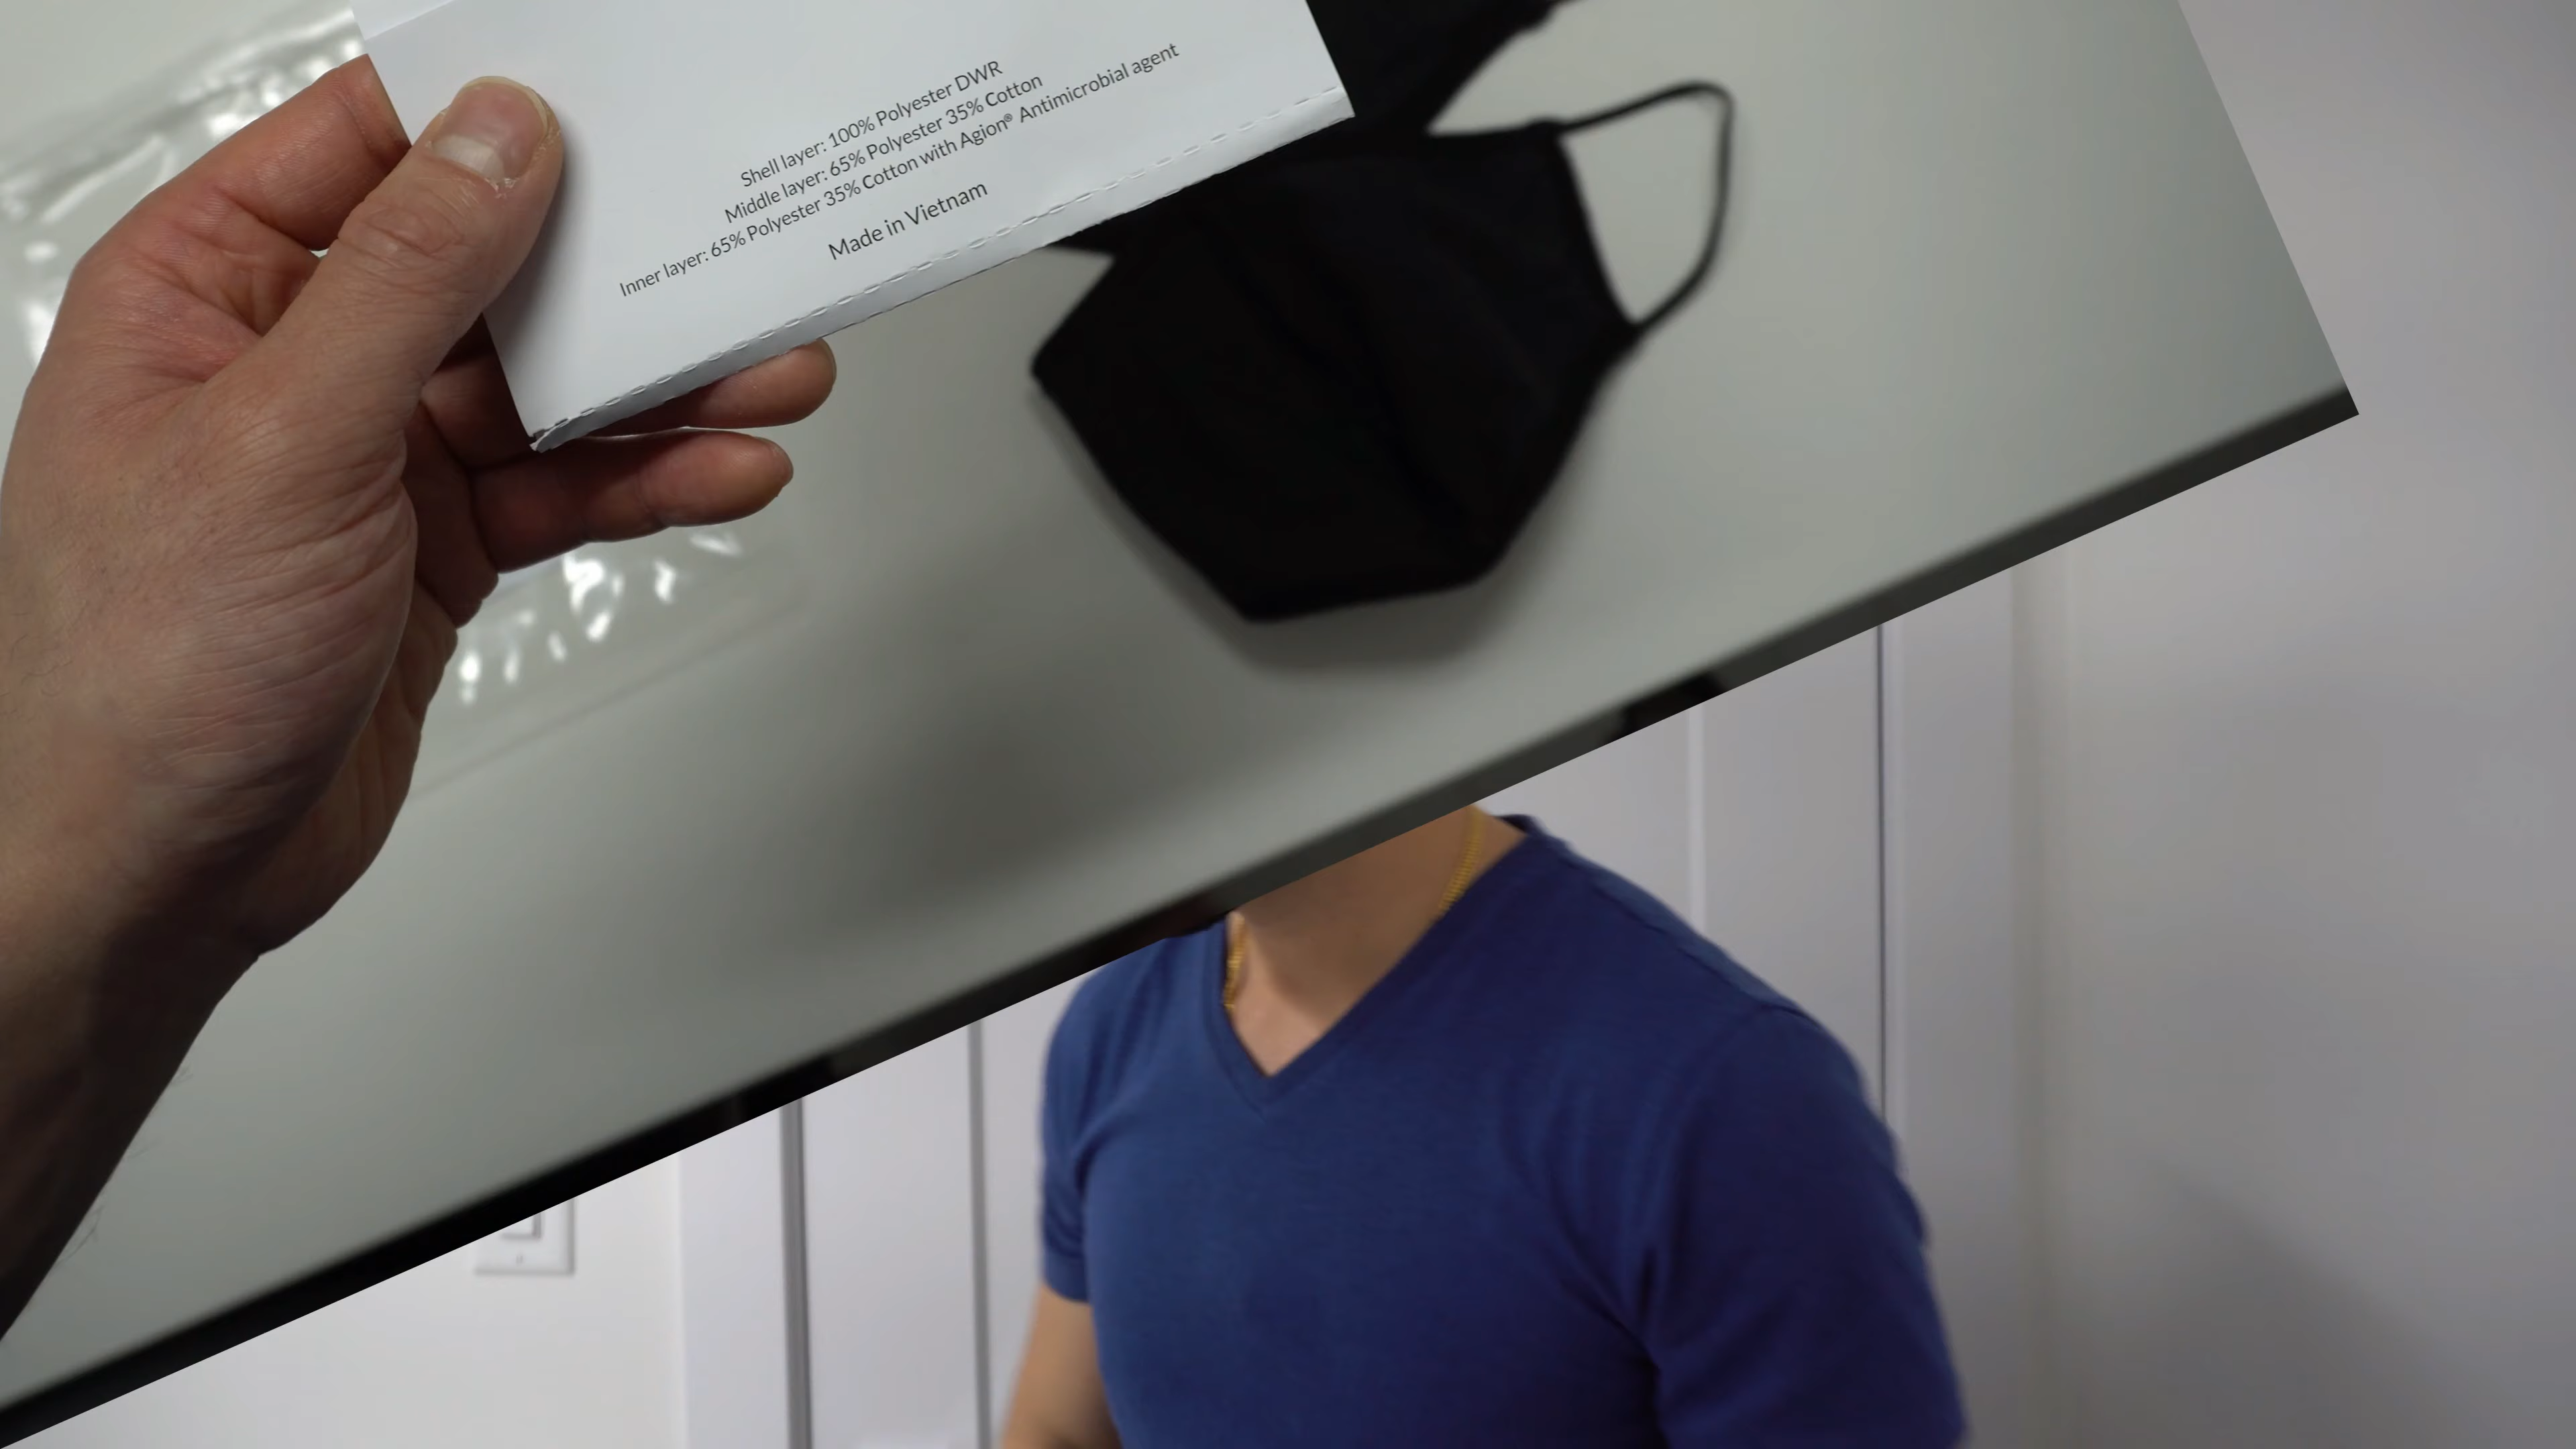 Shell layer: 100% Polyester DWR
Middle layer: 65% Polyester 35% Cotton
Inner layer: 65% Polyester 35% Cotton with Agion® Antimicrobial agent
Made in Vietnam